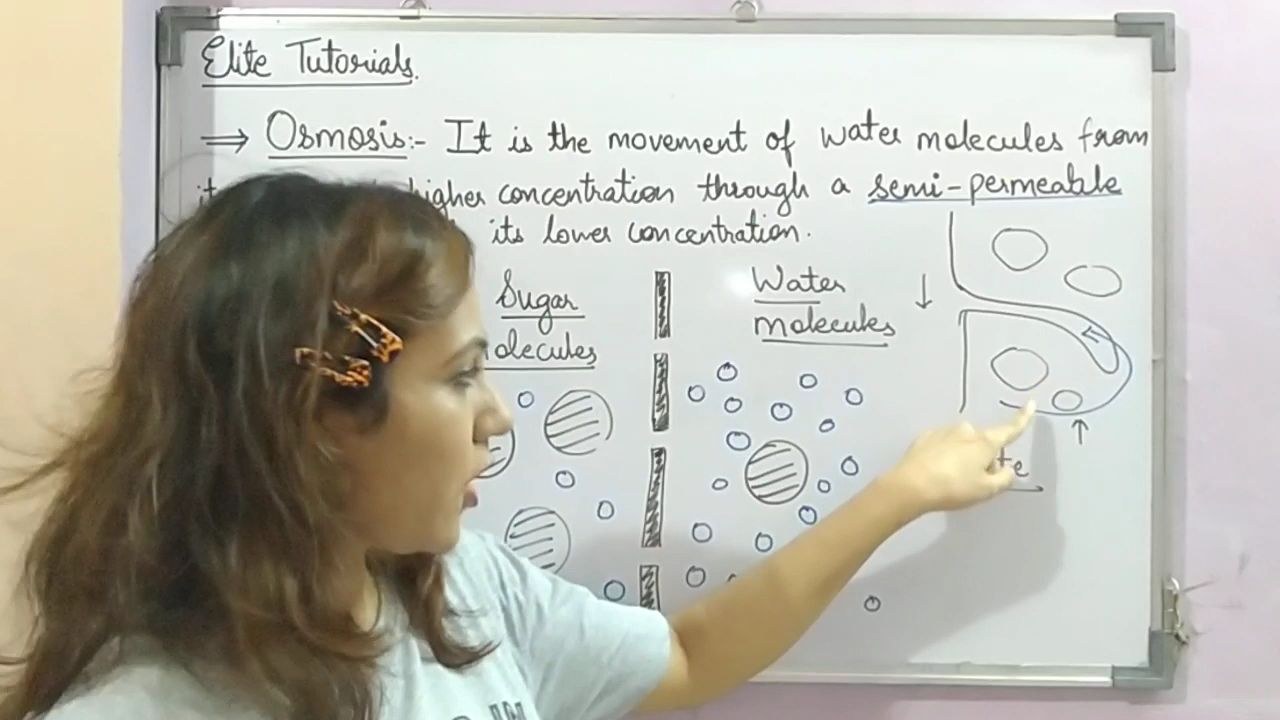 Elite Tutorials.
→ Osmosis:- It is the movement of water molecules from
higher concentration through a semi-permeable
its lower concentration.
Sugar
molecules
Water
molecules